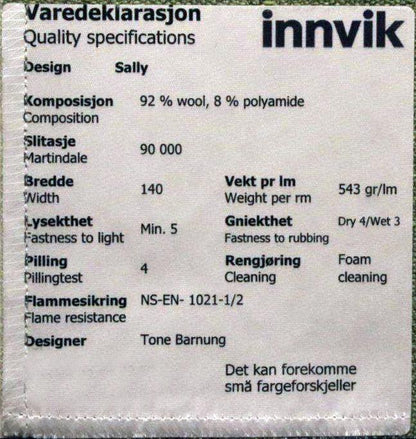 Varedeklarasjon innvik
Quality specifications
Design Sally
Komposisjon 92 % wool, 8 % polyamide
Composition
Slitasje
Martindale 90 000
Bredde Vekt pr lm
Width 140 Weight per rm 543 gr/lm
Lysekthet Gniekthet Dry 4/Wet 3
Fastness to light Min. 5 Fastness to rubbing
Pilling Rengjøring Foam
Pillingtest 4 Cleaning cleaning
Flammesikring NS-EN- 1021-1/2
Flame resistance
Designer Tone Barnung
Det kan forekomme
små fargeforskjeller